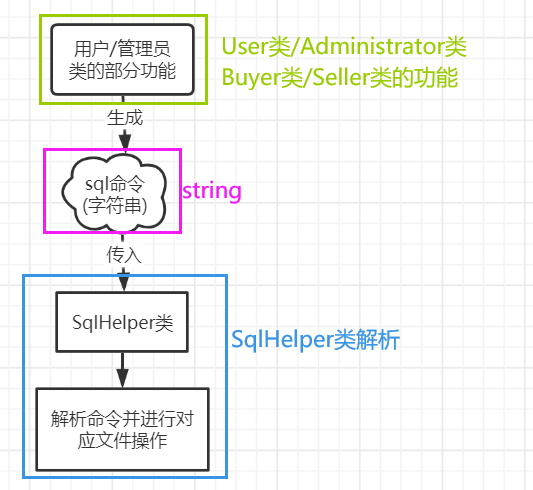 用户/管理员
类的部分功能
User类/Administrator类
Buyer类/Seller类的功能
生成
sql命令
(字符串)
string
传入
SqlHelper类
SqlHelper类解析
解析命令并进行对
应文件操作